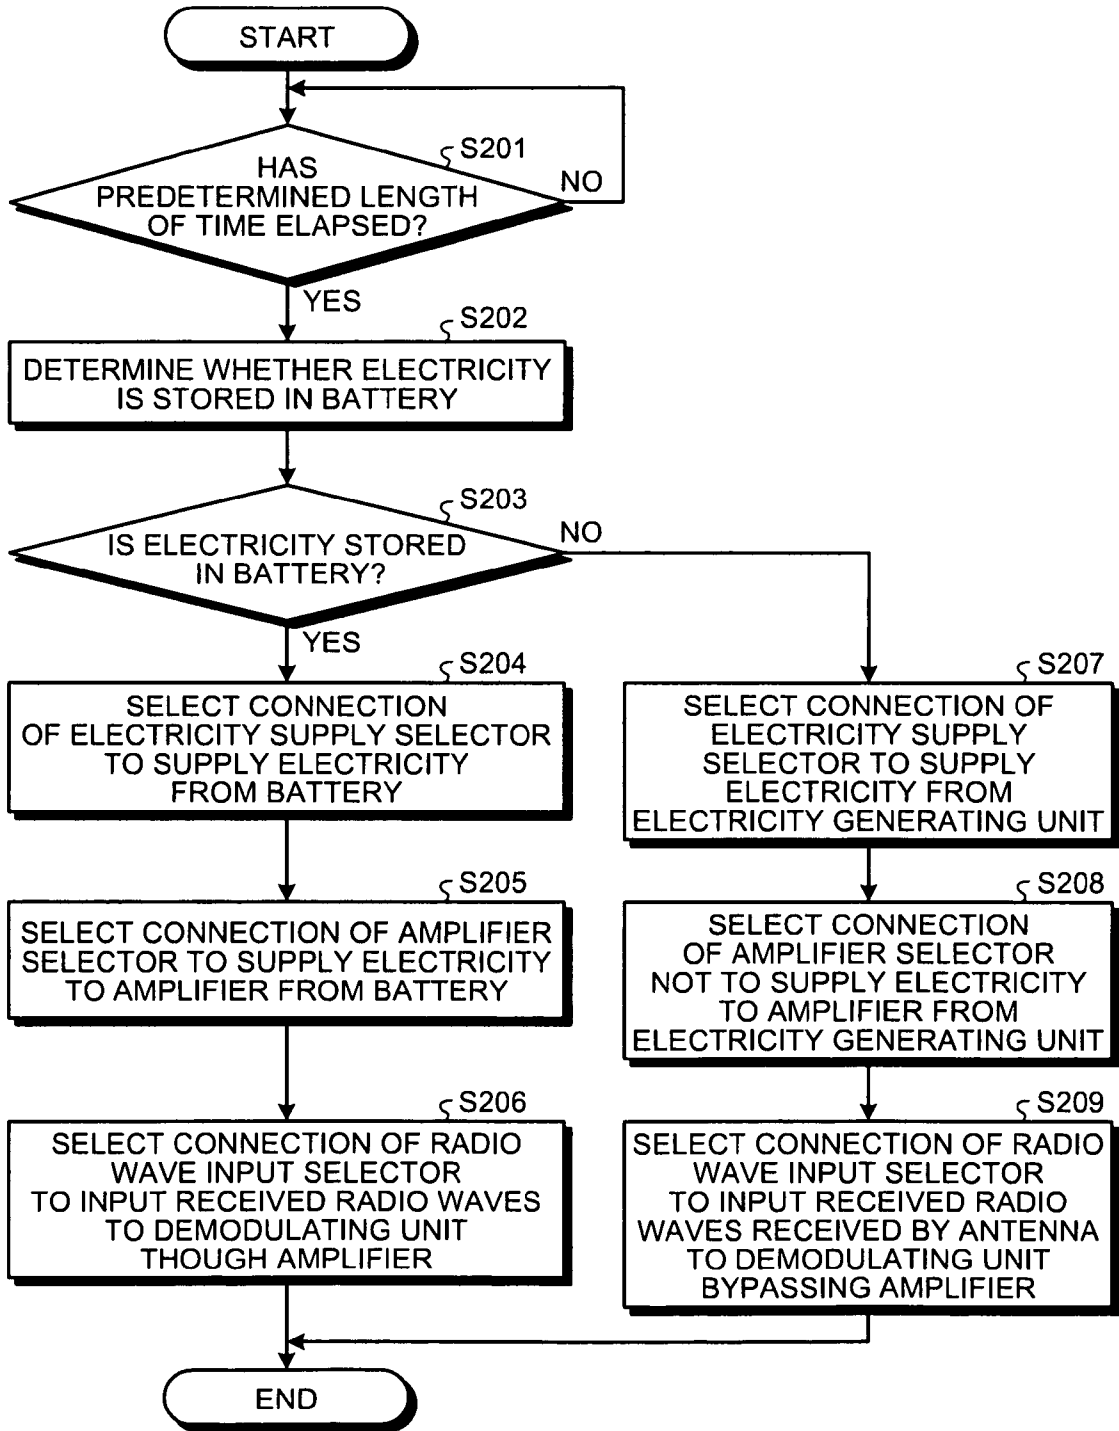 START
S201
HAS
PREDETERMINED LENGTH
OF TIME ELAPSED?
NO
YES
S202
DETERMINE WHETHER ELECTRICITY
IS STORED IN BATTERY
S203
IS ELECTRICITY STORED
IN BATTERY?
NO
YES
S204
SELECT CONNECTION
OF ELECTRICITY SUPPLY SELECTOR
TO SUPPLY ELECTRICITY
FROM BATTERY
S205
SELECT CONNECTION OF AMPLIFIER
SELECTOR TO SUPPLY ELECTRICITY
TO AMPLIFIER FROM BATTERY
S206
SELECT CONNECTION OF RADIO
WAVE INPUT SELECTOR
TO INPUT RECEIVED RADIO WAVES
TO DEMODULATING UNIT
THOUGH AMPLIFIER
S207
SELECT CONNECTION OF
ELECTRICITY SUPPLY
SELECTOR TO SUPPLY
ELECTRICITY FROM
ELECTRICITY GENERATING UNIT
S208
SELECT CONNECTION
OF AMPLIFIER SELECTOR
NOT TO SUPPLY ELECTRICITY
TO AMPLIFIER FROM
ELECTRICITY GENERATING UNIT
S209
SELECT CONNECTION OF RADIO
WAVE INPUT SELECTOR
TO INPUT RECEIVED RADIO
WAVES RECEIVED BY ANTENNA
TO DEMODULATING UNIT
BYPASSING AMPLIFIER
END